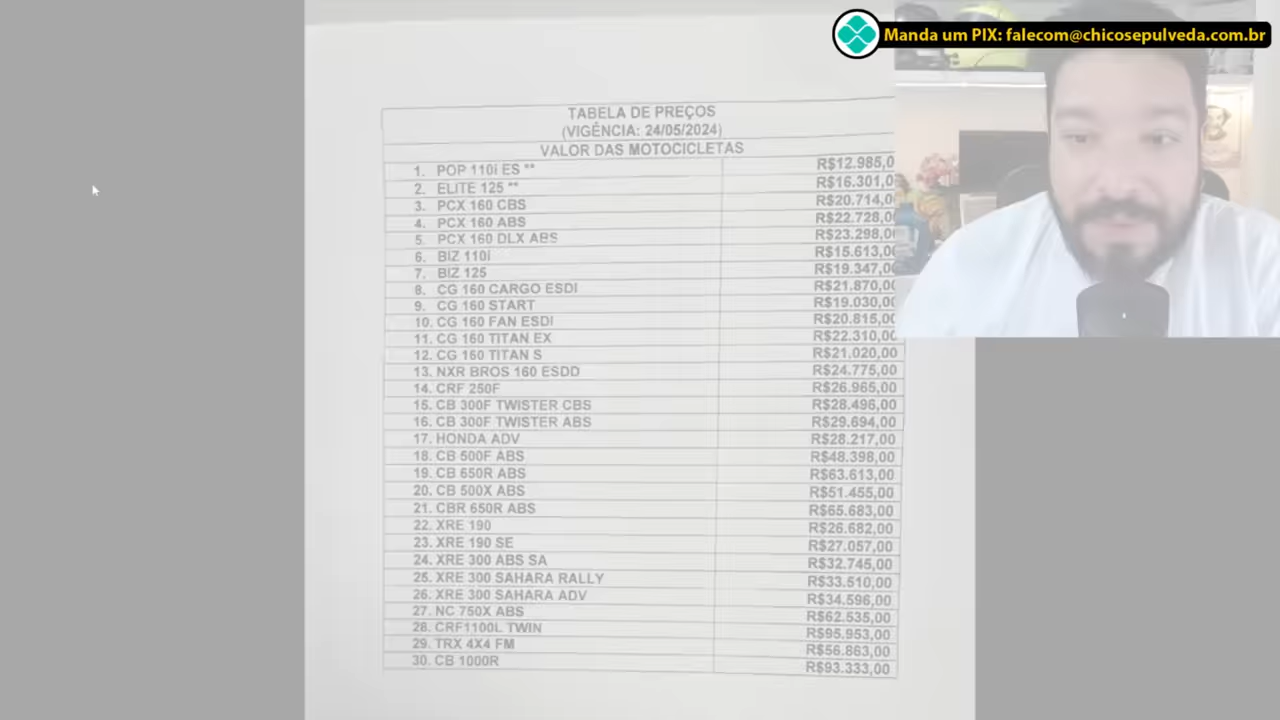 Manda um PIX: falecom@chicosepulveda.com.br
TABELA DE PREÇOS
(VIGÊNCIA: 24/05/2024)
VALOR DAS MOTOCICLETAS
1. POP 110i ES ** R$12.985,0
2. ELITE 125 ** R$16.301,0
3. PCX 160 CBS R$20.714,0
4. PCX 160 ABS R$22.728,0
5. PCX 160 DLX ABS R$23.298,00
6. BIZ 110i R$15.613,00
7. BIZ 125 R$19.347,00
8. CG 160 CARGO ESDI R$21.870,00
9. CG 160 START R$19.030,00
10. CG 160 FAN ESDI R$20.815,00
11. CG 160 TITAN EX R$22.310,00
12. CG 160 TITAN S R$21.020,00
13. NXR BROS 160 ESDD R$24.775,00
14. CRF 250F R$26.965,00
15. CB 300F TWISTER CBS R$28.496,00
16. CB 300F TWISTER ABS R$29.694,00
17. HONDA ADV R$28.217,00
18. CB 500F ABS R$48.398,00
19. CB 650R ABS R$63.613,00
20. CB 500X ABS R$51.455,00
21. CBR 650R ABS R$65.683,00
22. XRE 190 R$26.682,00
23. XRE 190 SE R$27.057,00
24. XRE 300 ABS SA R$32.745,00
25. XRE 300 SAHARA RALLY R$33.510,00
26. XRE 300 SAHARA ADV R$34.596,00
27. NC 750X ABS R$62.535,00
28. CRF1100L TWIN R$95.953,00
29. TRX 4X4 FM R$56.863,00
30. CB 1000R R$93.333,00